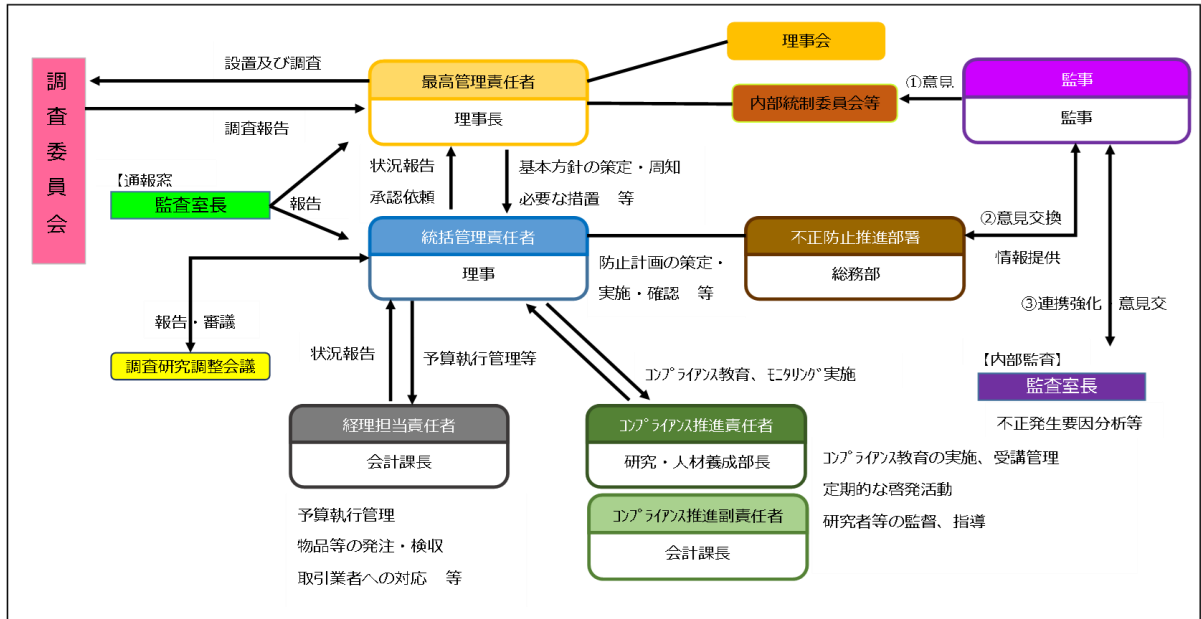 理事会
設置及び調査
調査委員会
最高管理責任者
理事長
内部統制委員会等
①意見
監事
監事
調査報告
【通報窓
監査室長
報告
状況報告
承認依頼
基本方針の策定・周知
必要な措置　等
統括管理責任者
理事
不正防止推進部署
総務部
②意見交換
情報提供
防止計画の策定・
実施・確認　等
③連携強化・意見交
報告・審議
調査研究調整会議
状況報告
予算執行管理等
コンプライアンス教育、モニタリング実施
【内部監査】
監査室長
不正発生要因分析等
経理担当責任者
会計課長
コンプライアンス推進責任者
研究・人材養成部長
コンプライアンス教育の実施、受講管理
定期的な啓発活動
研究者等の監督、指導
コンプライアンス推進副責任者
会計課長
予算執行管理
物品等の発注・検収
取引業者への対応　等